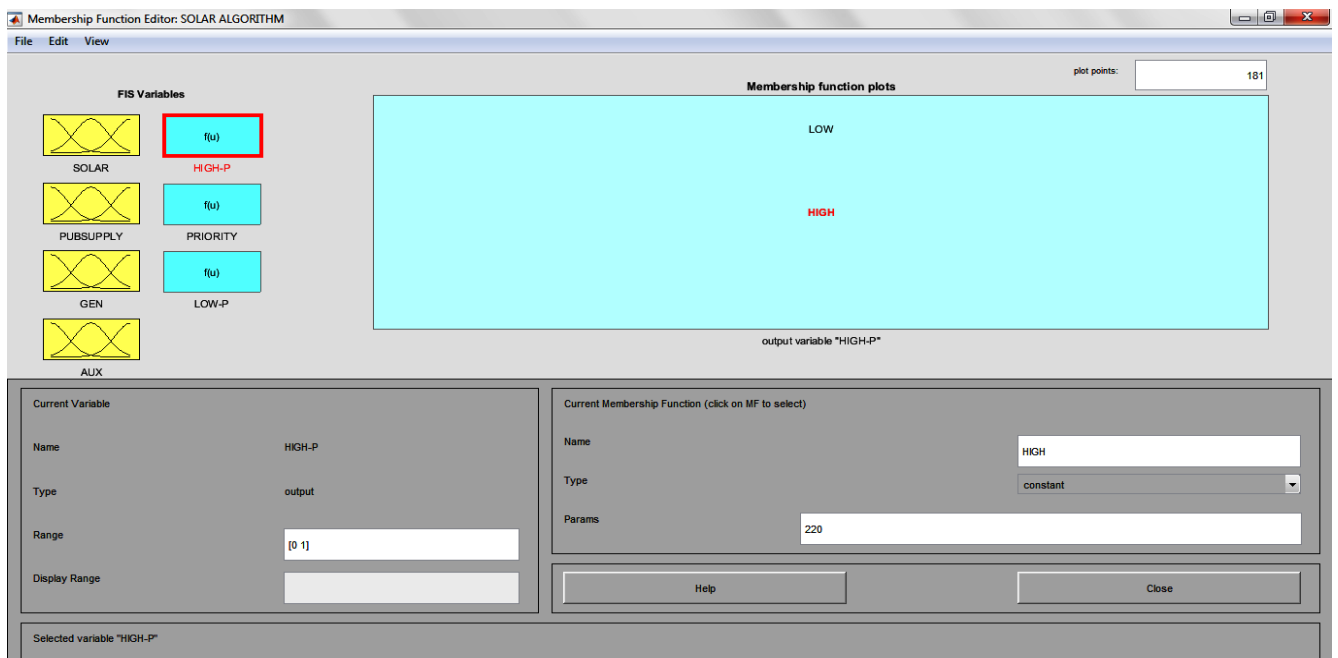 Membership Function Editor: SOLAR ALGORITHM
File Edit View
FIS Variables
f(u)
SOLAR HIGH-P
f(u)
PUBSUPPLY PRIORITY
f(u)
GEN LOW-P
AUX
plot points: 181
Membership function plots
LOW
HIGH
output variable "HIGH-P"
Current Variable
Name HIGH-P
Type output
Range [0 1]
Display Range
Current Membership Function (click on MF to select)
Name HIGH
Type constant
Params 220
Help Close
Selected variable "HIGH-P"